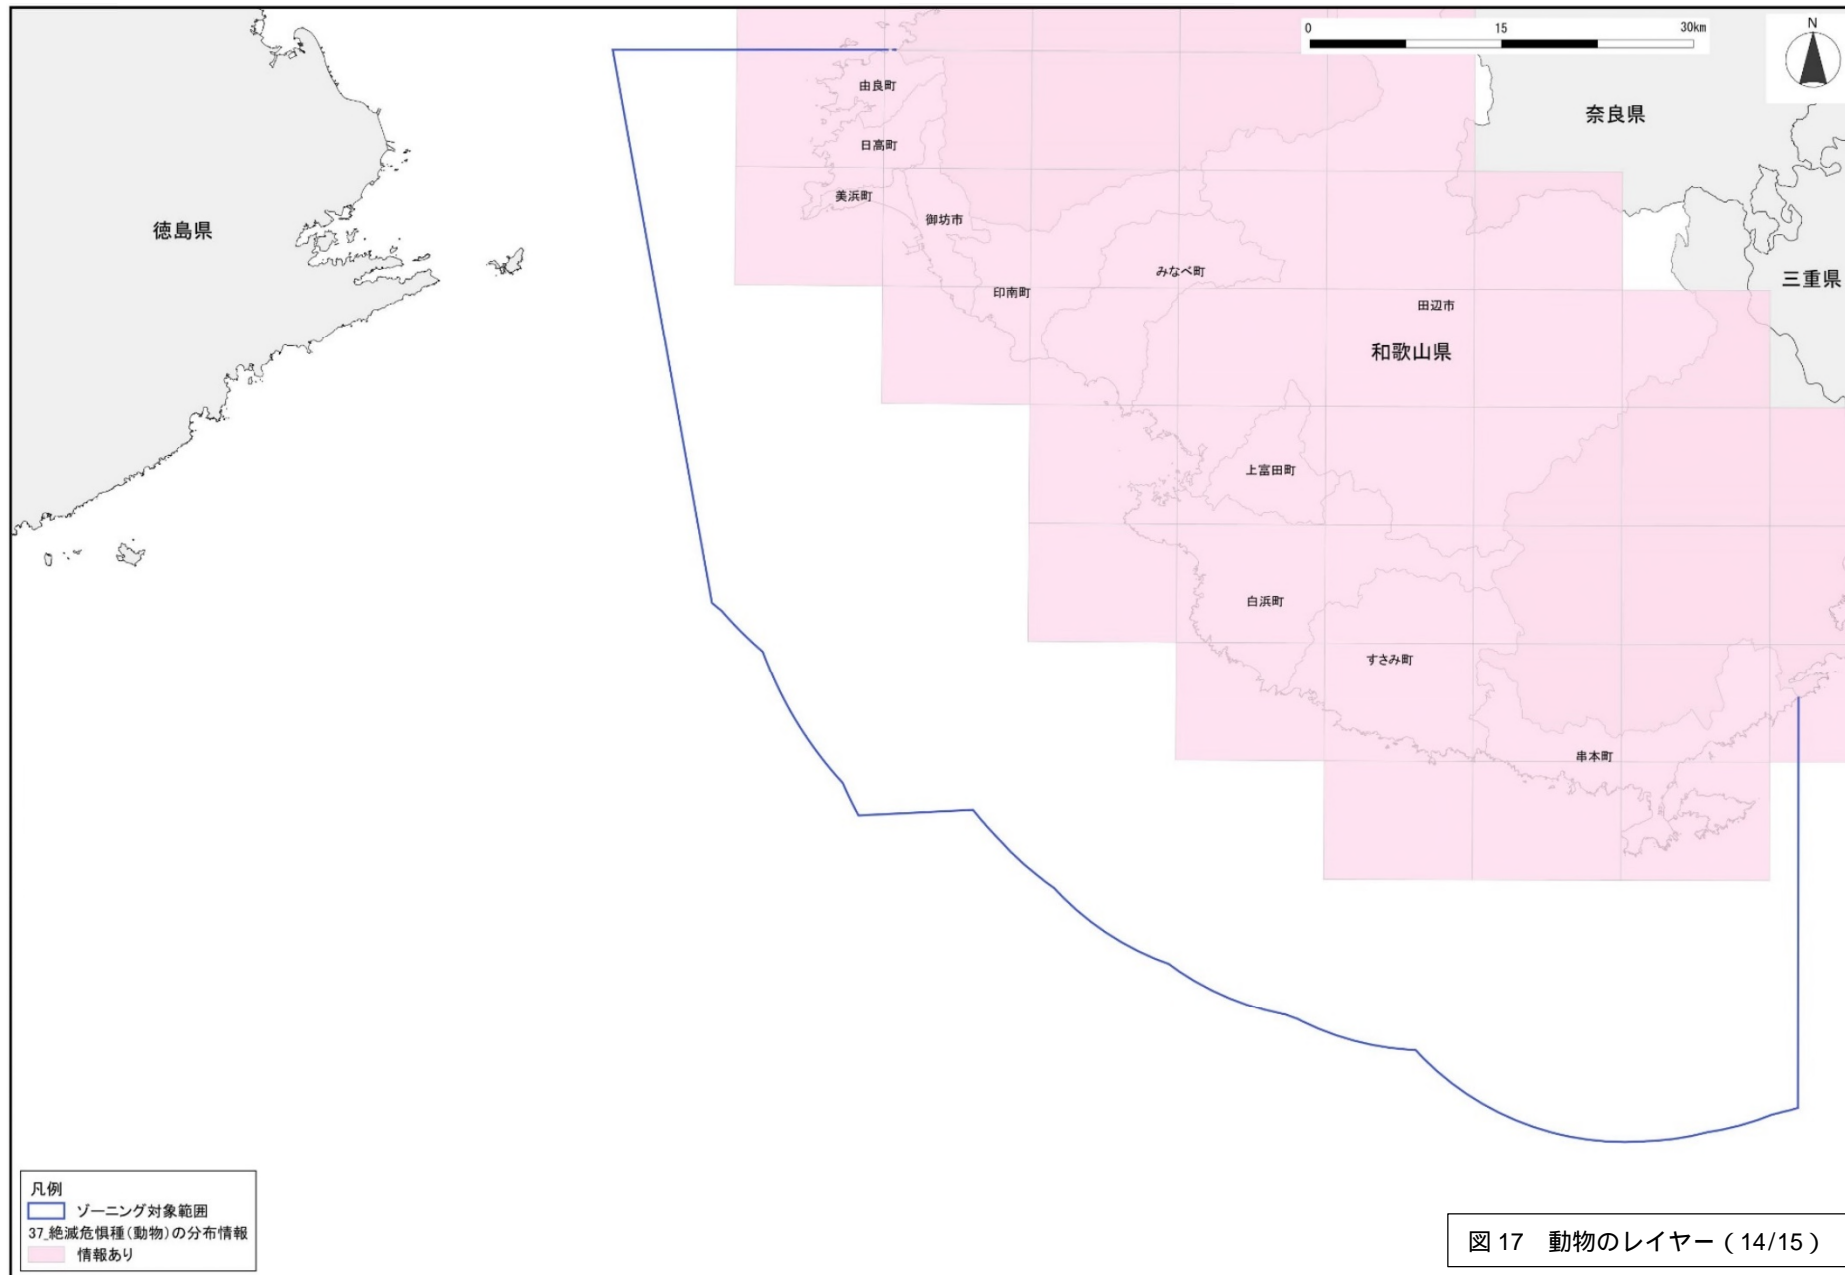 0 15 30km
N
奈良県
由良町
日高町
美浜町
御坊市
徳島県
みなべ町
三重県
印南町
田辺市
和歌山県
上富田町
白浜町
すさみ町
串本町
凡例
ゾーニング対象範囲
37_絶滅危惧種(動物)の分布情報
情報あり
図 17 動物のレイヤー(14/15)